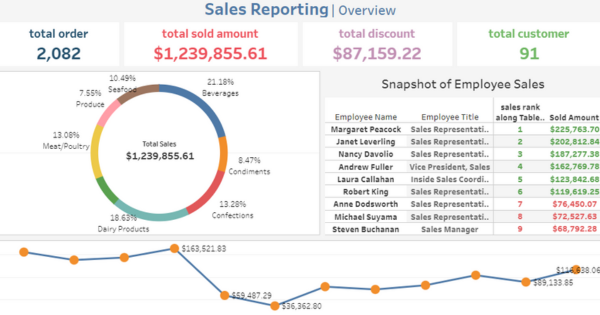 Sales Reporting | Overview
total order
2,082
total sold amount
$1,239,855.61
total discount
$87,159.22
total customer
91
10.49%
Seafood
21.18%
Beverages
7.55%
Produce
13.08%
Meat/Poultry
Total Sales
$1,239,855.61
8.47%
Condiments
13.28%
Confections
18.63%
Dairy Products
Snapshot of Employee Sales
Employee Name Employee Title sales rank along Table.. Sold Amount
Margaret Peacock Sales Representati.. 1 $225,763.70
Janet Leverling Sales Representati.. 2 $202,812.84
Nancy Davolio Sales Representati.. 3 $187,277.38
Andrew Fuller Vice President, Sales 4 $162,769.78
Laura Callahan Inside Sales Coordi.. 5 $123,842.68
Robert King Sales Representati.. 6 $119,619.25
Anne Dodsworth Sales Representati.. 7 $76,450.07
Michael Suyama Sales Representati.. 8 $72,527.63
Steven Buchanan Sales Manager 9 $68,792.28
$163,521.83
$59,487.29
$36,362.80
$89,133.85